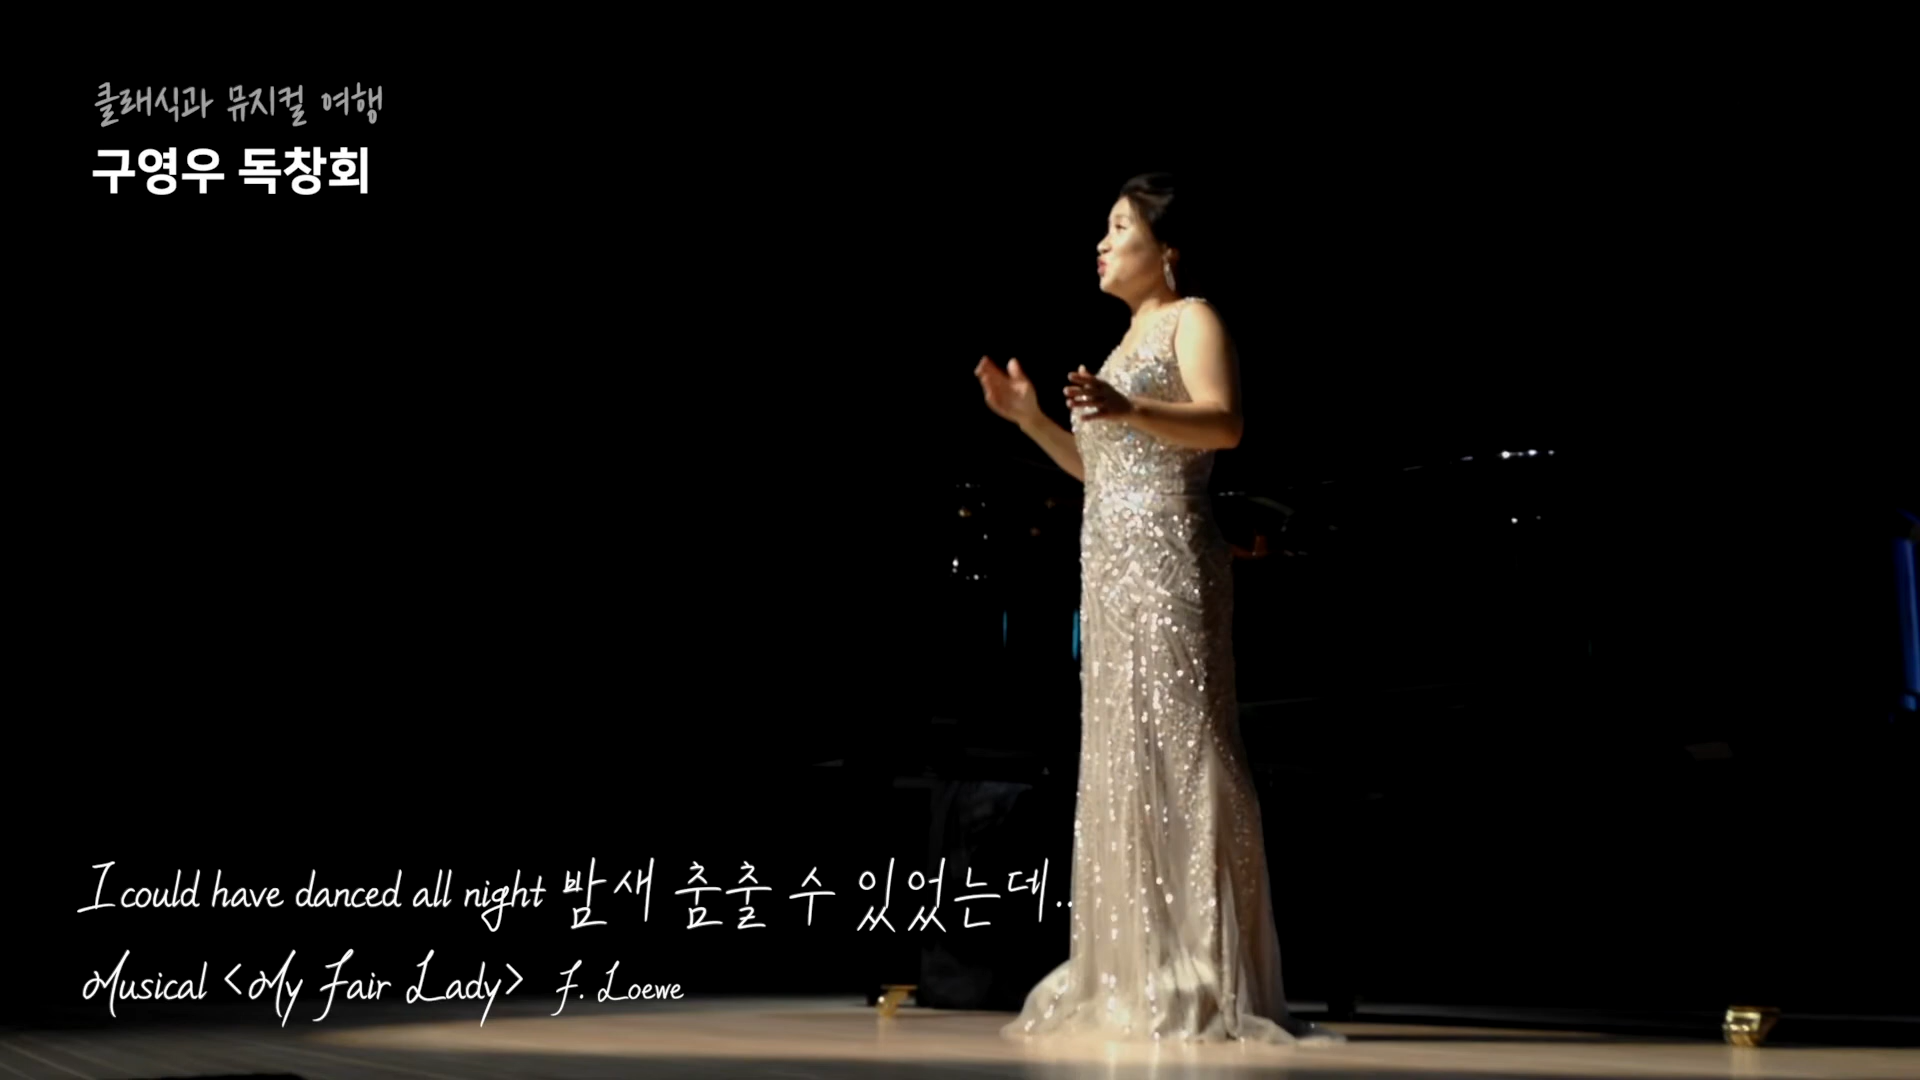 클래식과 뮤지컬 여행
구영우 독창회
I could have danced all night 밤새 춤출 수 있었는데..
Musical <My Fair Lady> F. Loewe